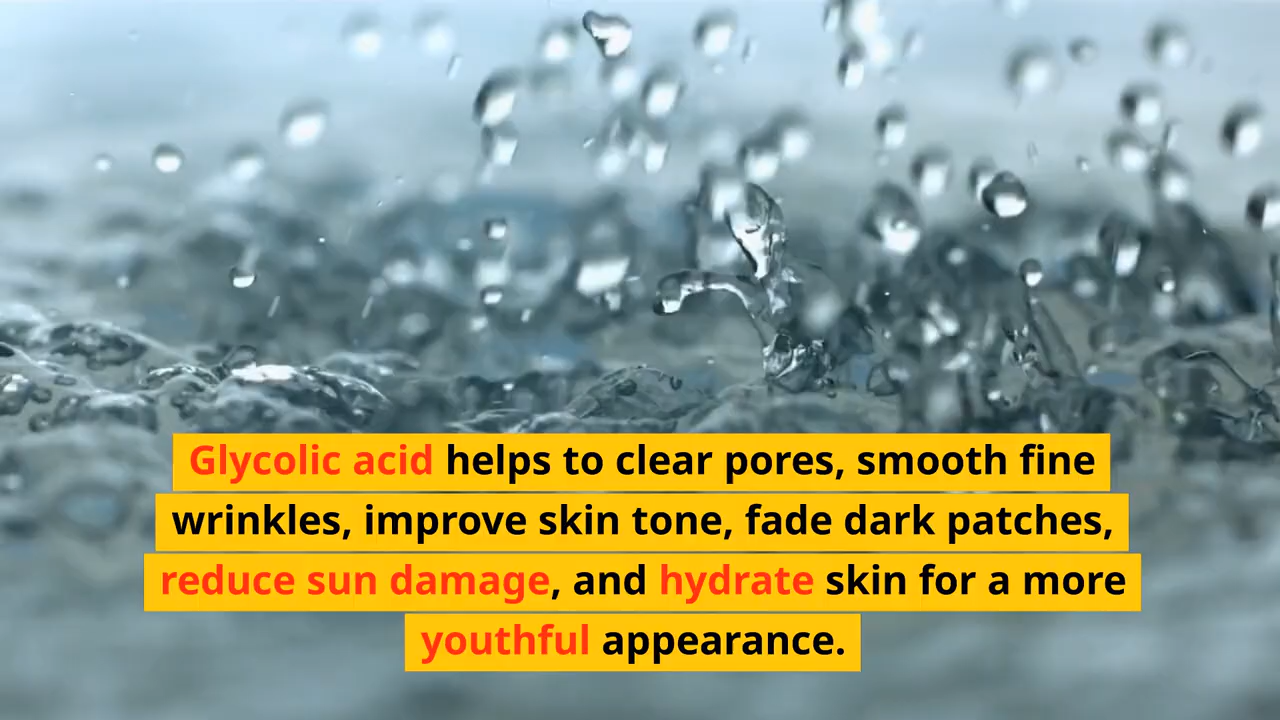 Glycolic acid helps to clear pores, smooth fine
wrinkles, improve skin tone, fade dark patches,
reduce sun damage, and hydrate skin for a more
youthful appearance.